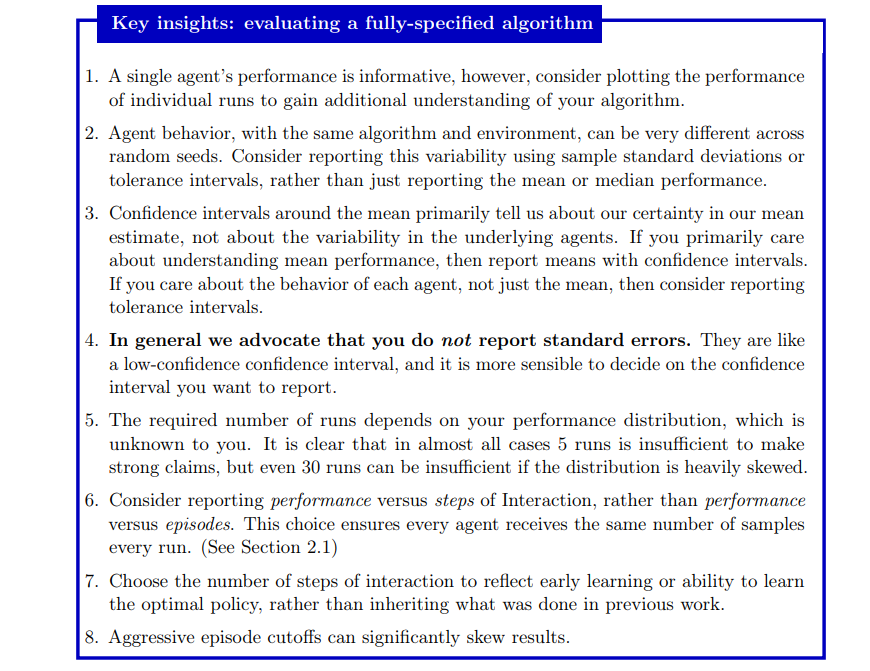 Key insights: evaluating a fully-specified algorithm
1. A single agent's performance is informative, however, consider plotting the performance
of individual runs to gain additional understanding of your algorithm.
2. Agent behavior, with the same algorithm and environment, can be very different across
random seeds. Consider reporting this variability using sample standard deviations or
tolerance intervals, rather than just reporting the mean or median performance.
3. Confidence intervals around the mean primarily tell us about our certainty in our mean
estimate, not about the variability in the underlying agents. If you primarily care
about understanding mean performance, then report means with confidence intervals.
If you care about the behavior of each agent, not just the mean, then consider reporting
tolerance intervals.
4. In general we advocate that you do not report standard errors. They are like
a low-confidence confidence interval, and it is more sensible to decide on the confidence
interval you want to report.
5. The required number of runs depends on your performance distribution, which is
unknown to you. It is clear that in almost all cases 5 runs is insufficient to make
strong claims, but even 30 runs can be insufficient if the distribution is heavily skewed.
6. Consider reporting performance versus steps of Interaction, rather than performance
versus episodes. This choice ensures every agent receives the same number of samples
every run. (See Section 2.1)
7. Choose the number of steps of interaction to reflect early learning or ability to learn
the optimal policy, rather than inheriting what was done in previous work.
8. Aggressive episode cutoffs can significantly skew results.